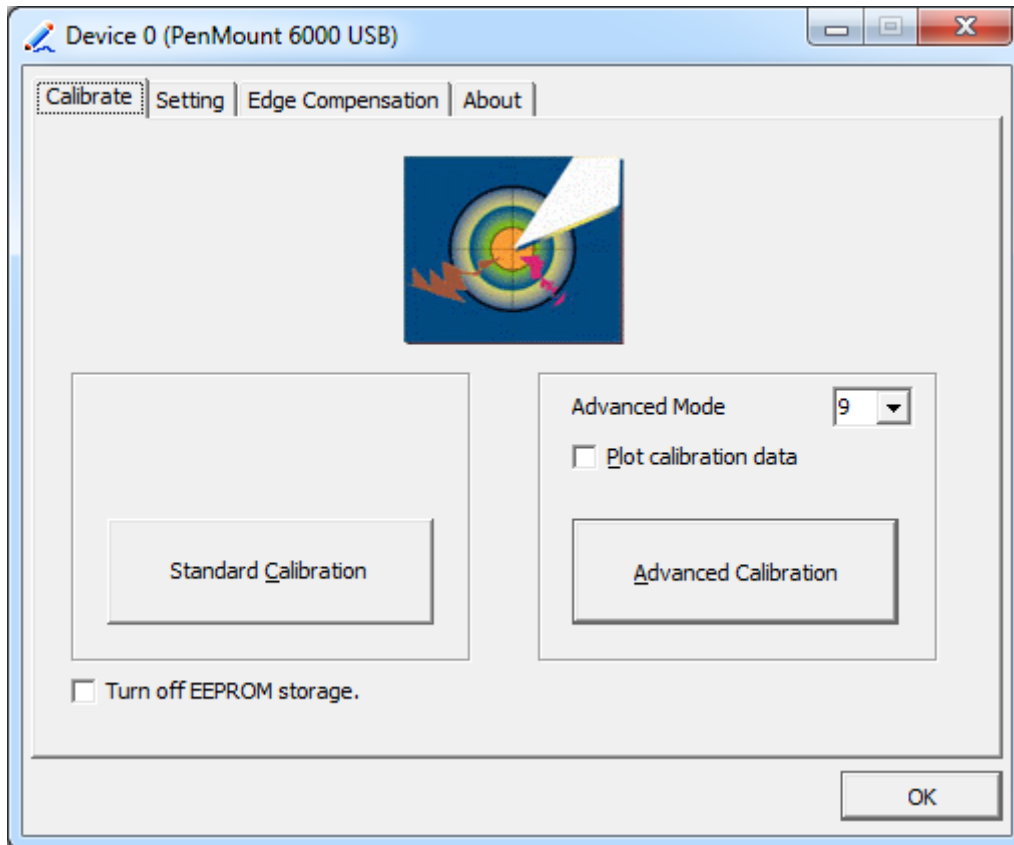 Device 0 (PenMount 6000 USB)
Calibrate Setting Edge Compensation About
Advanced Mode 9
Plot calibration data
Standard Calibration
Advanced Calibration
Turn off EEPROM storage.
OK